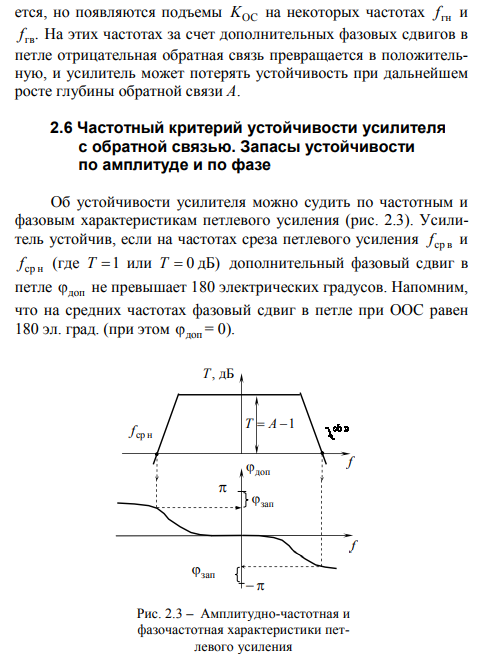 ется, но появляются подъемы K_ОС на некоторых частотах f_гн и
f_гв. На этих частотах за счет дополнительных фазовых сдвигов в
петле отрицательная обратная связь превращается в положитель-
ную, и усилитель может потерять устойчивость при дальнейшем
росте глубины обратной связи A.
2.6 Частотный критерий устойчивости усилителя
с обратной связью. Запасы устойчивости
по амплитуде и по фазе
Об устойчивости усилителя можно судить по частотным и
фазовым характеристикам петлевого усиления (рис. 2.3). Усили-
тель устойчив, если на частотах среза петлевого усиления f_ср в и
f_ср н (где T = 1 или T = 0 дБ) дополнительный фазовый сдвиг в
петле φ_доп не превышает 180 электрических градусов. Напомним,
что на средних частотах фазовый сдвиг в петле при ООС равен
180 эл. град. (при этом φ_доп = 0).
T, дБ
f_ср н
T = A − 1
f
φ_доп
π
φ_зап
f
φ_зап
−π
Рис. 2.3 – Амплитудно-частотная и
фазочастотная характеристики пет-
левого усиления